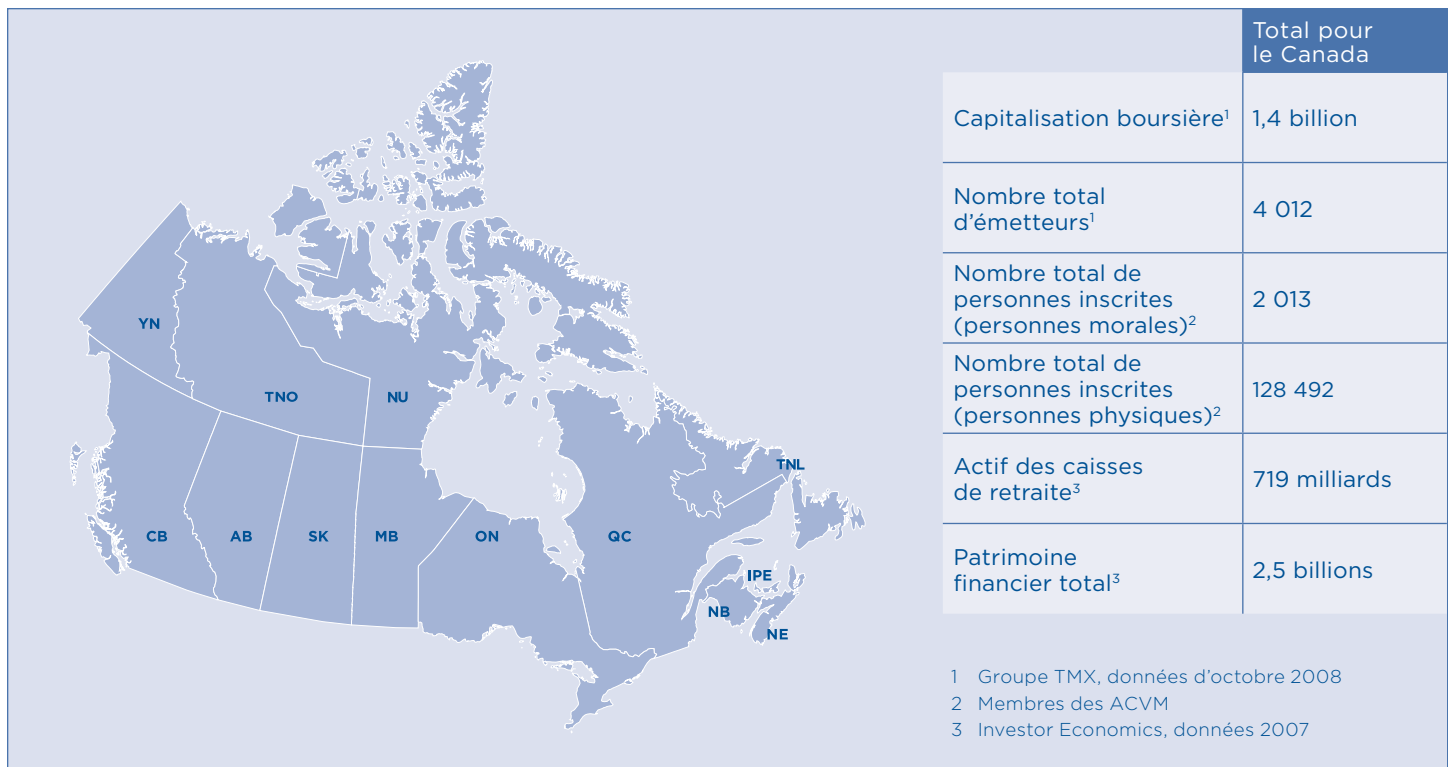 Total pour
le Canada
Capitalisation boursière¹
1,4 billion
Nombre total
d’émetteurs¹
4 012
Nombre total de
personnes inscrites
(personnes morales)²
2 013
Nombre total de
personnes inscrites
(personnes physiques)²
128 492
Actif des caisses
de retraite³
719 milliards
Patrimoine
financier total³
2,5 billions
1 Groupe TMX, données d’octobre 2008
2 Membres des ACVM
3 Investor Economics, données 2007
YN
TNO
NU
TNL
CB
AB
SK
MB
ON
QC
IPE
NB
NE